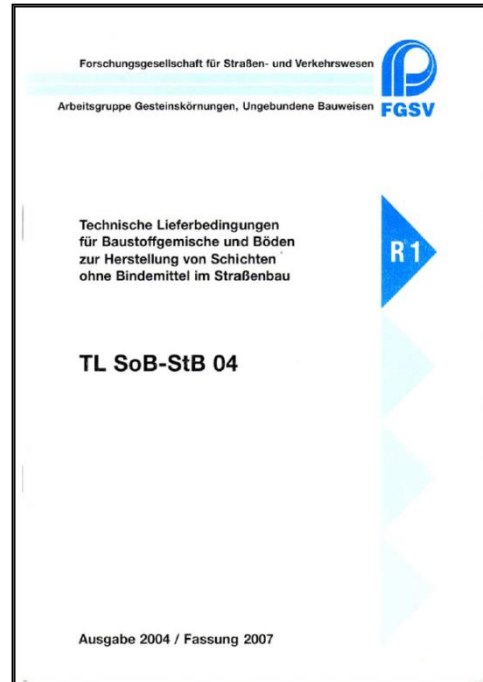 Forschungsgesellschaft für Straßen- und Verkehrswesen
Arbeitsgruppe Gesteinskörnungen, Ungebundene Bauweisen
FGSV
Technische Lieferbedingungen
für Baustoffgemische und Böden
zur Herstellung von Schichten
ohne Bindemittel im Straßenbau
R 1
TL SoB-StB 04
Ausgabe 2004 / Fassung 2007